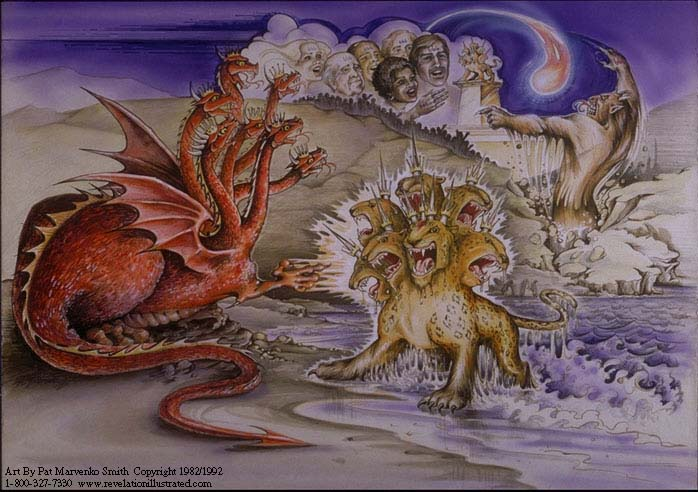 Art By Pat Marvenko Smith  Copyright 1982/1992
1-800-327-7330   www.revelationillustrated.com